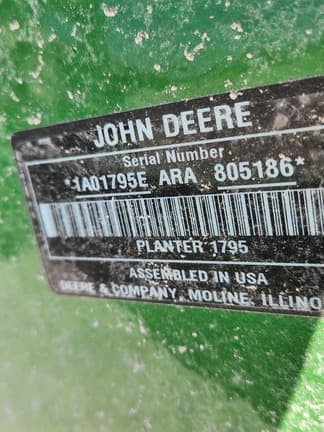 JOHN DEERE
Serial Number
*1A01795E ARA 805186*
PLANTER 1795
ASSEMBLED IN USA
DEERE & COMPANY, MOLINE, ILLINO